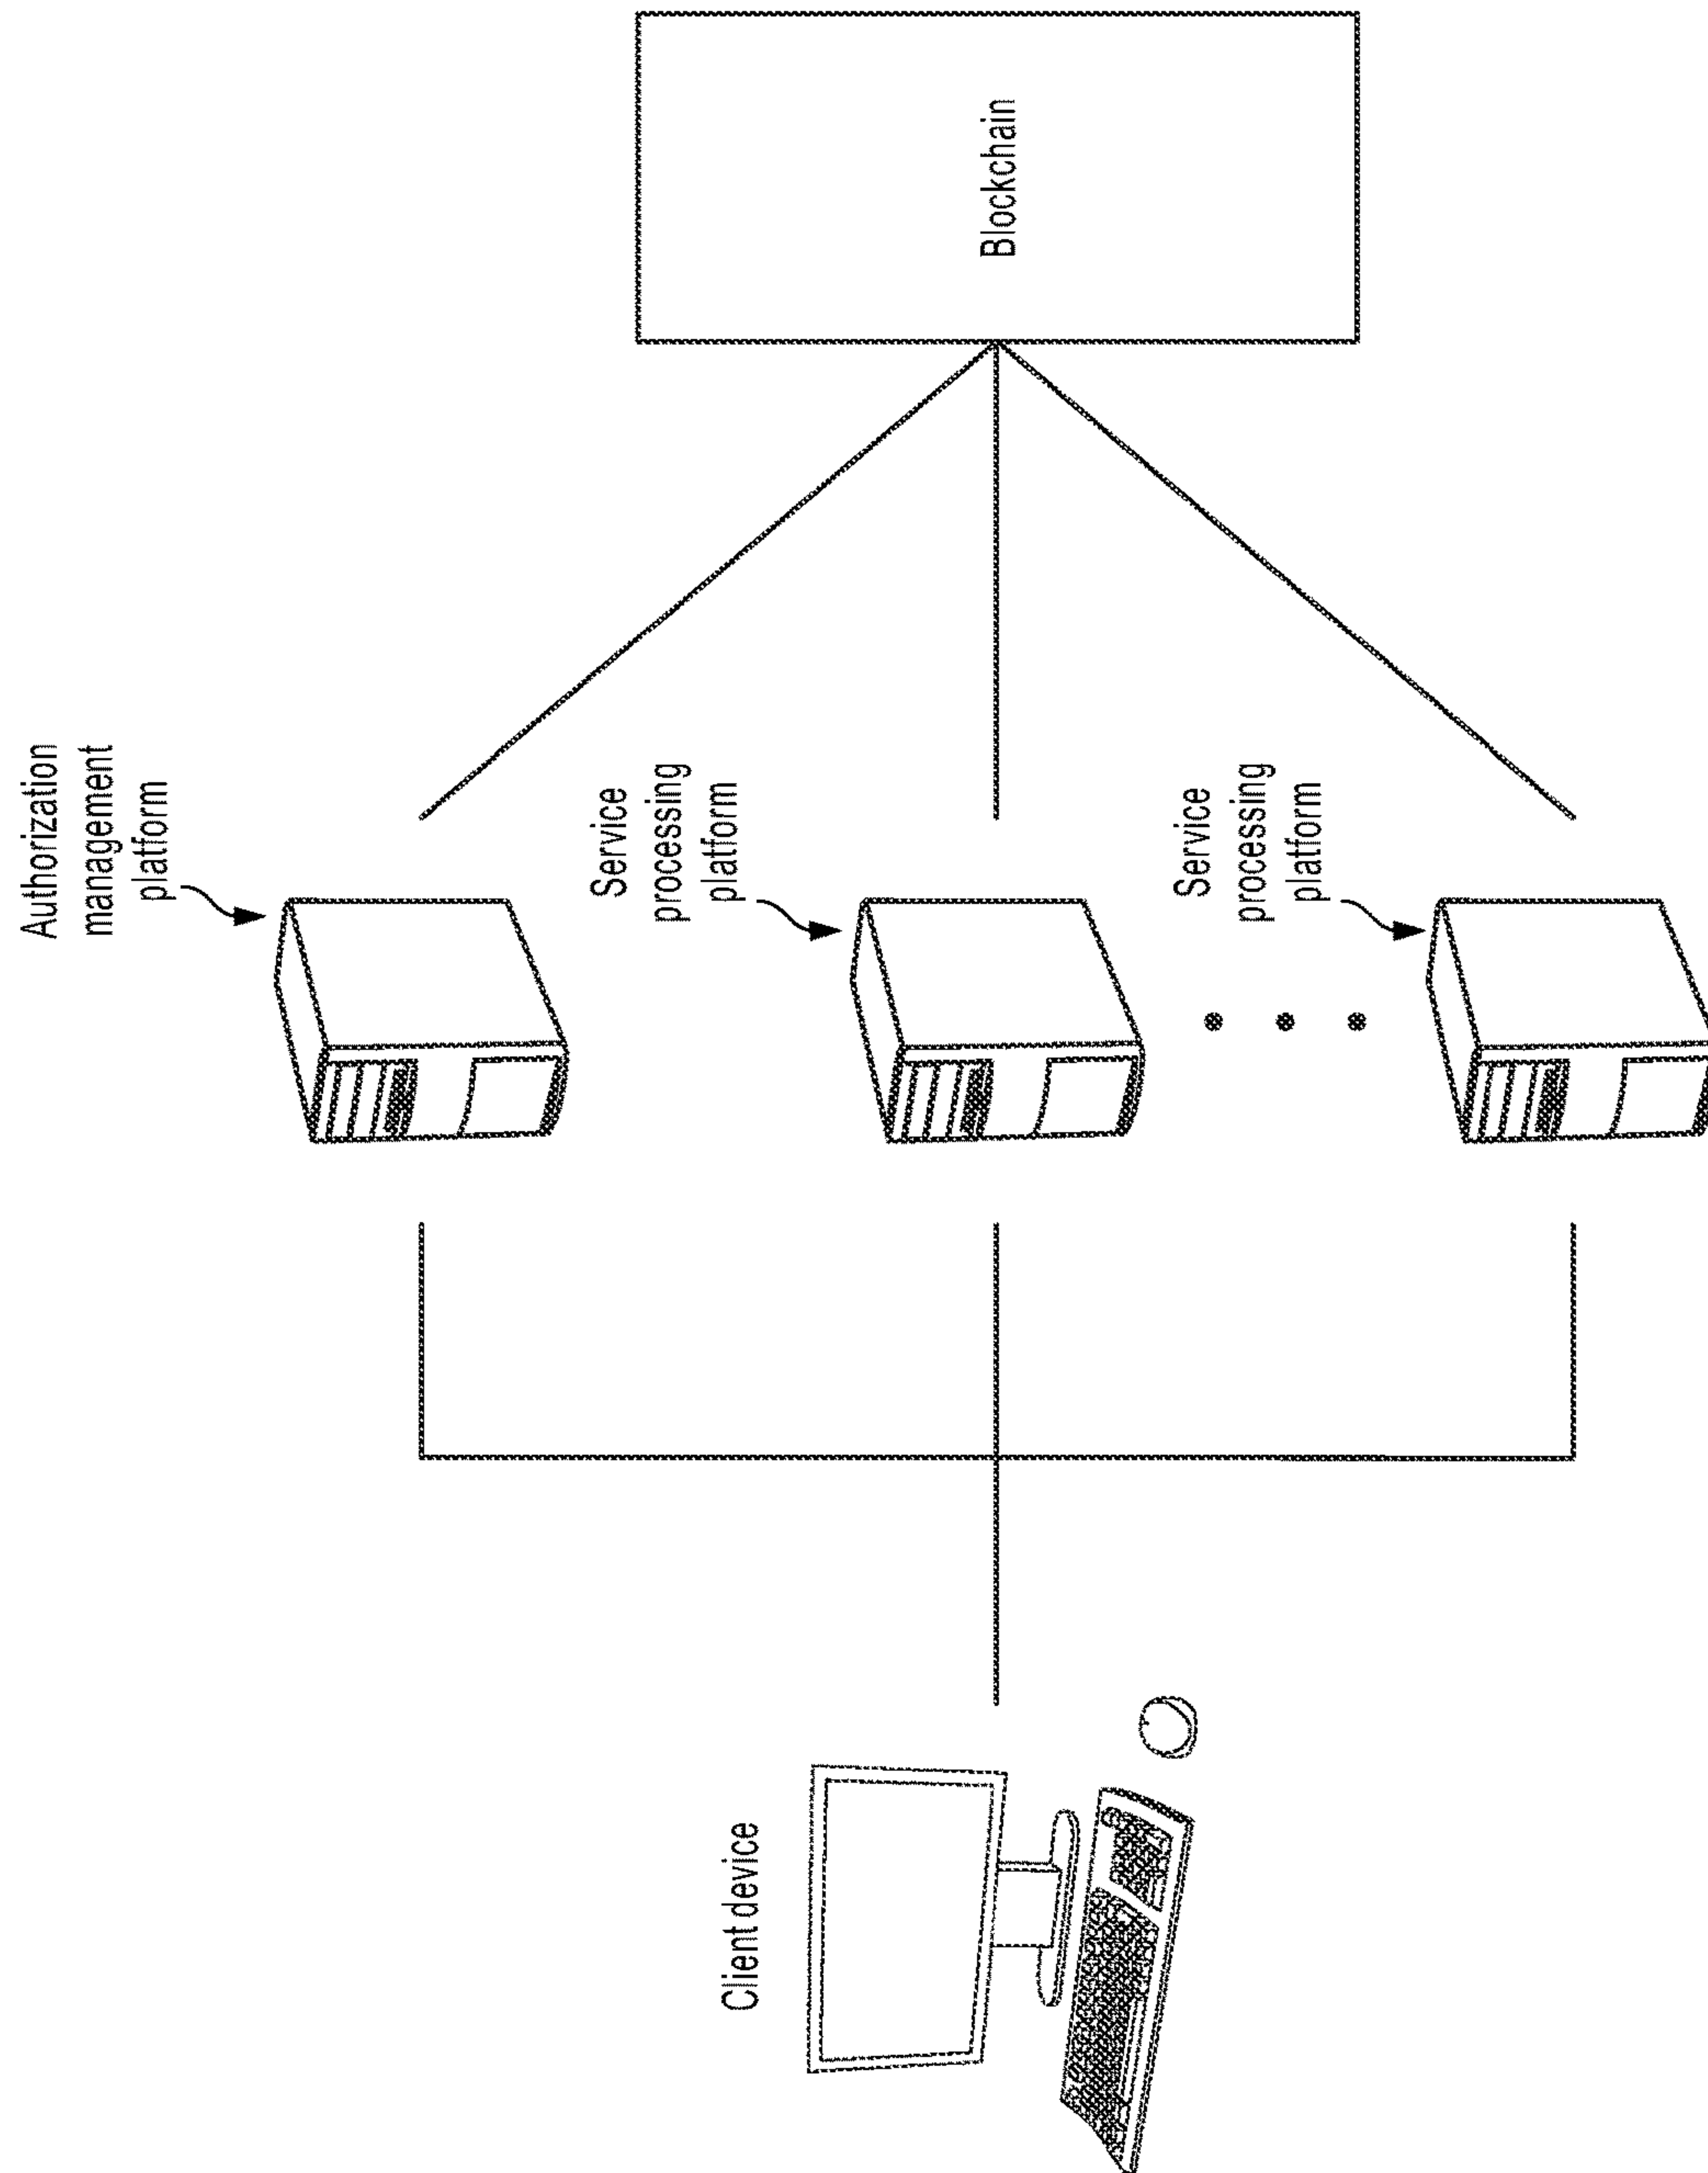 Authorization
management
platform
Service
processing
platform
Service
processing
platform
Client device
Blockchain